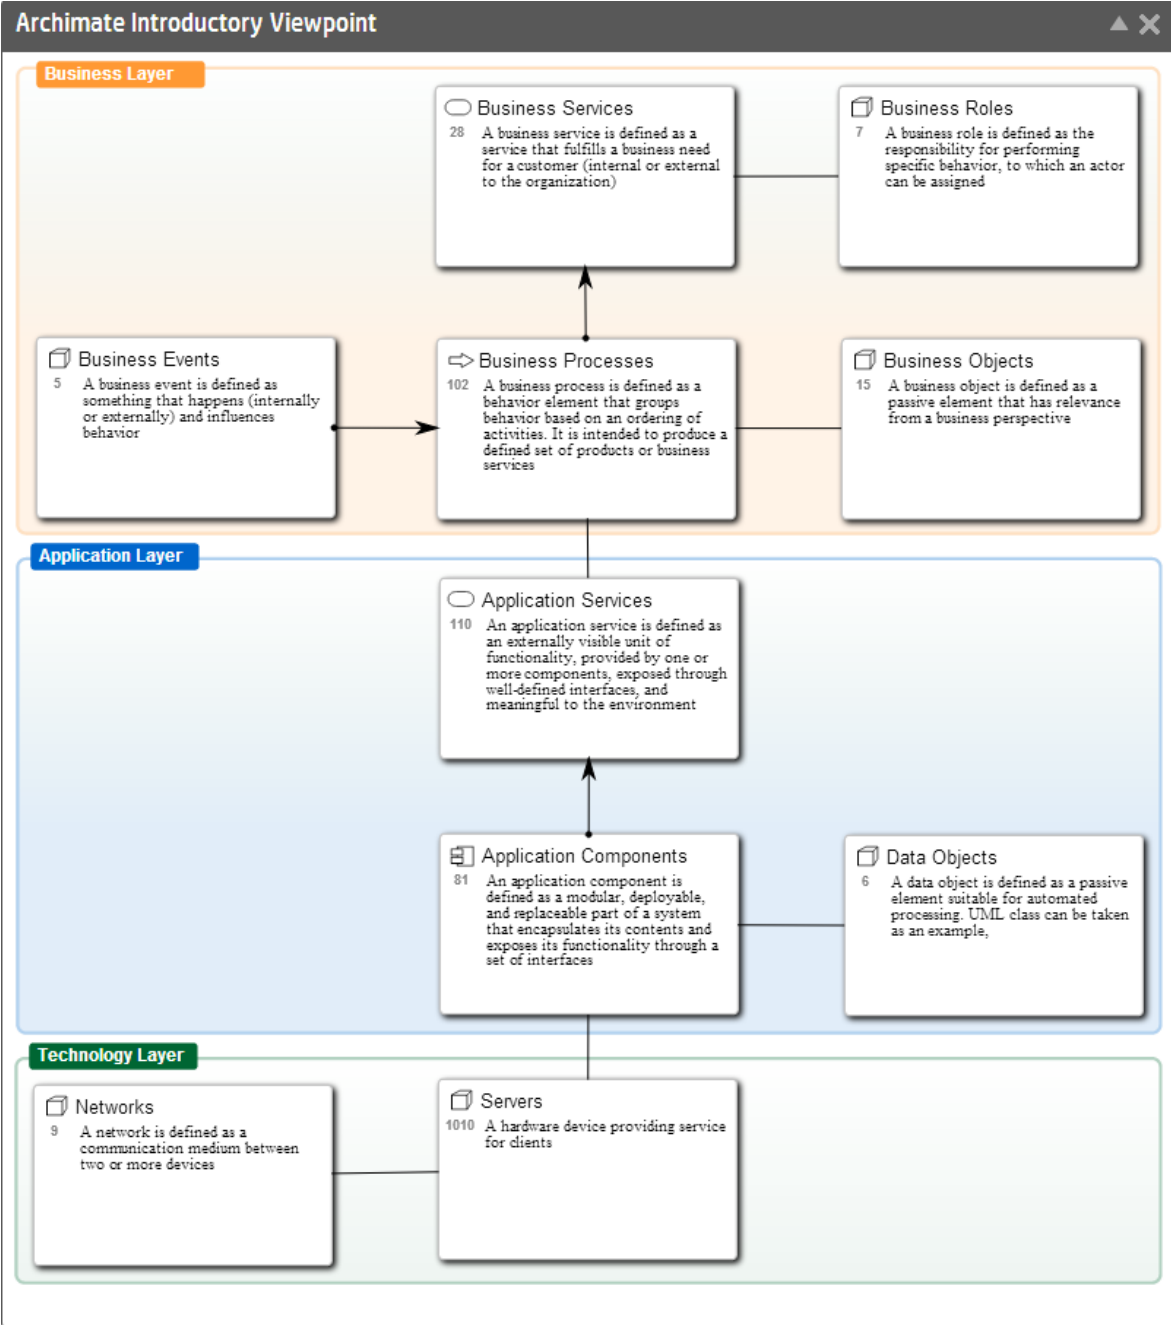 Archimate Introductory Viewpoint
Business Layer
Business Services
28 A business service is defined as a
service that fulfills a business need
for a customer (internal or external
to the organization)
Business Roles
7 A business role is defined as the
responsibility for performing
specific behavior, to which an actor
can be assigned
Business Events
5 A business event is defined as
something that happens (internally
or externally) and influences
behavior
Business Processes
102 A business process is defined as a
behavior element that groups
behavior based on an ordering of
activities. It is intended to produce a
defined set of products or business
services
Business Objects
15 A business object is defined as a
passive element that has relevance
from a business perspective
Application Layer
Application Services
110 An application service is defined as
an externally visible unit of
functionality, provided by one or
more components, exposed through
well-defined interfaces, and
meaningful to the environment
Application Components
81 An application component is
defined as a modular, deployable,
and replaceable part of a system
that encapsulates its contents and
exposes its functionality through a
set of interfaces
Data Objects
6 A data object is defined as a passive
element suitable for automated
processing. UML class can be taken
as an example,
Technology Layer
Networks
9 A network is defined as a
communication medium between
two or more devices
Servers
1010 A hardware device providing service
for clients